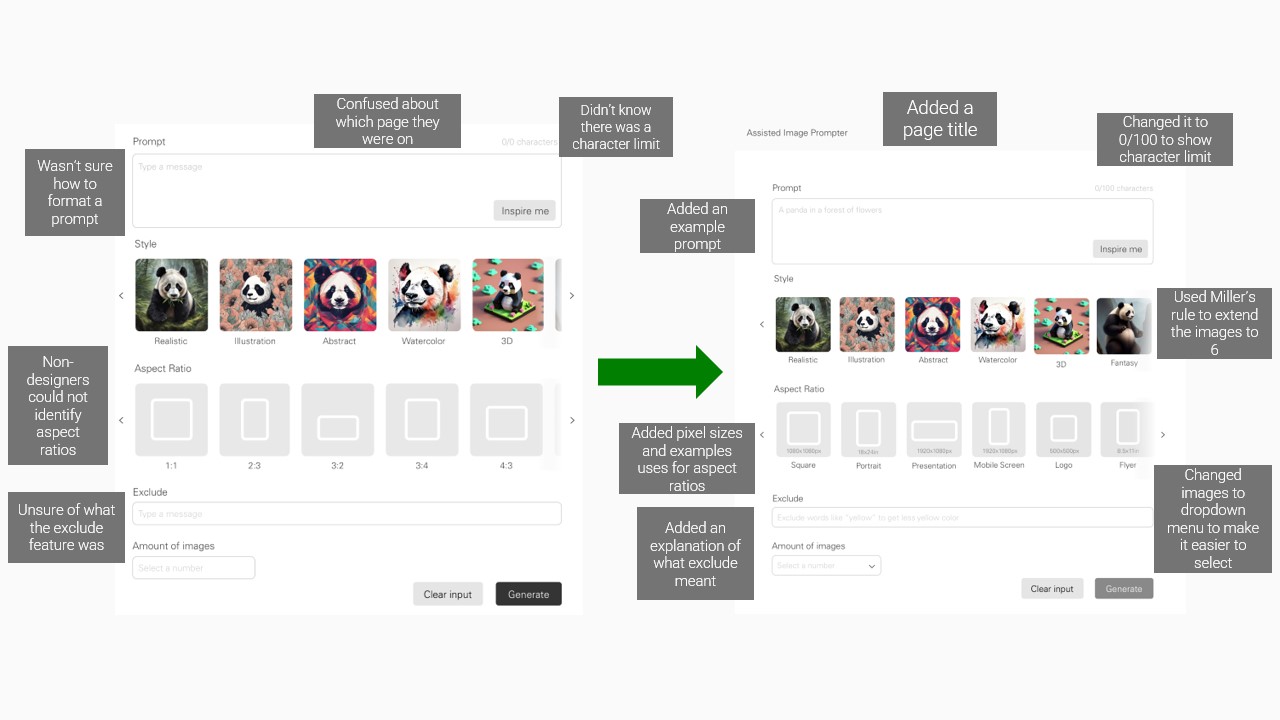 Confused about
which page they
were on
Didn't know
there was a
character limit
Wasn't sure
how to
format a
prompt
Prompt
0/0 characters
Type a message
Inspire me
Style
Realistic
Illustration
Abstract
Watercolor
3D
Non-
designers
could not
identify
aspect
ratios
Aspect Ratio
1:1
2:3
3:2
3:4
4:3
Unsure of what
the exclude
feature was
Exclude
Type a message
Amount of images
Select a number
Clear input
Generate
Added a
page title
Changed it to
0/100 to show
character limit
Assisted Image Prompter
Added an
example
prompt
Prompt
0/100 characters
A panda in a forest of flowers
Inspire me
Style
Realistic
Illustration
Abstract
Watercolor
3D
Fantasy
Used Miller's
rule to extend
the images to
6
Added pixel sizes
and examples
uses for aspect
ratios
Aspect Ratio
1080x1080px
18x24in
1920x1080px
1920x1080px
500x500px
8.5x11in
Square
Portrait
Presentation
Mobile Screen
Logo
Flyer
Changed
images to
dropdown
menu to make
it easier to
select
Added an
explanation of
what exclude
meant
Exclude
Exclude words like "yellow" to get less yellow color
Amount of images
Select a number
Clear input
Generate